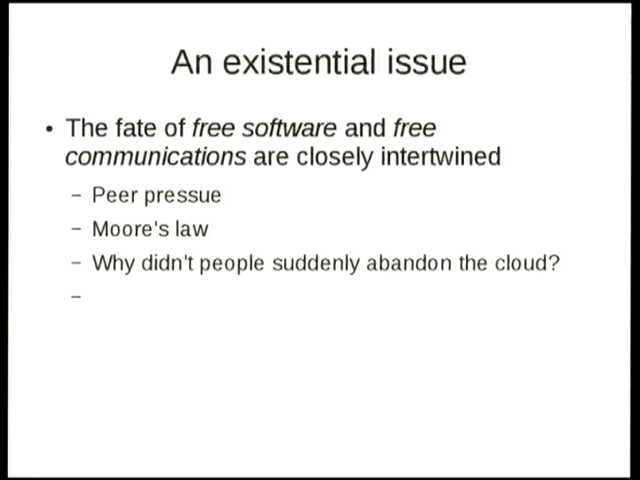 An existential issue
• The fate of free software and free
communications are closely intertwined
– Peer pressue
– Moore's law
– Why didn't people suddenly abandon the cloud?
–